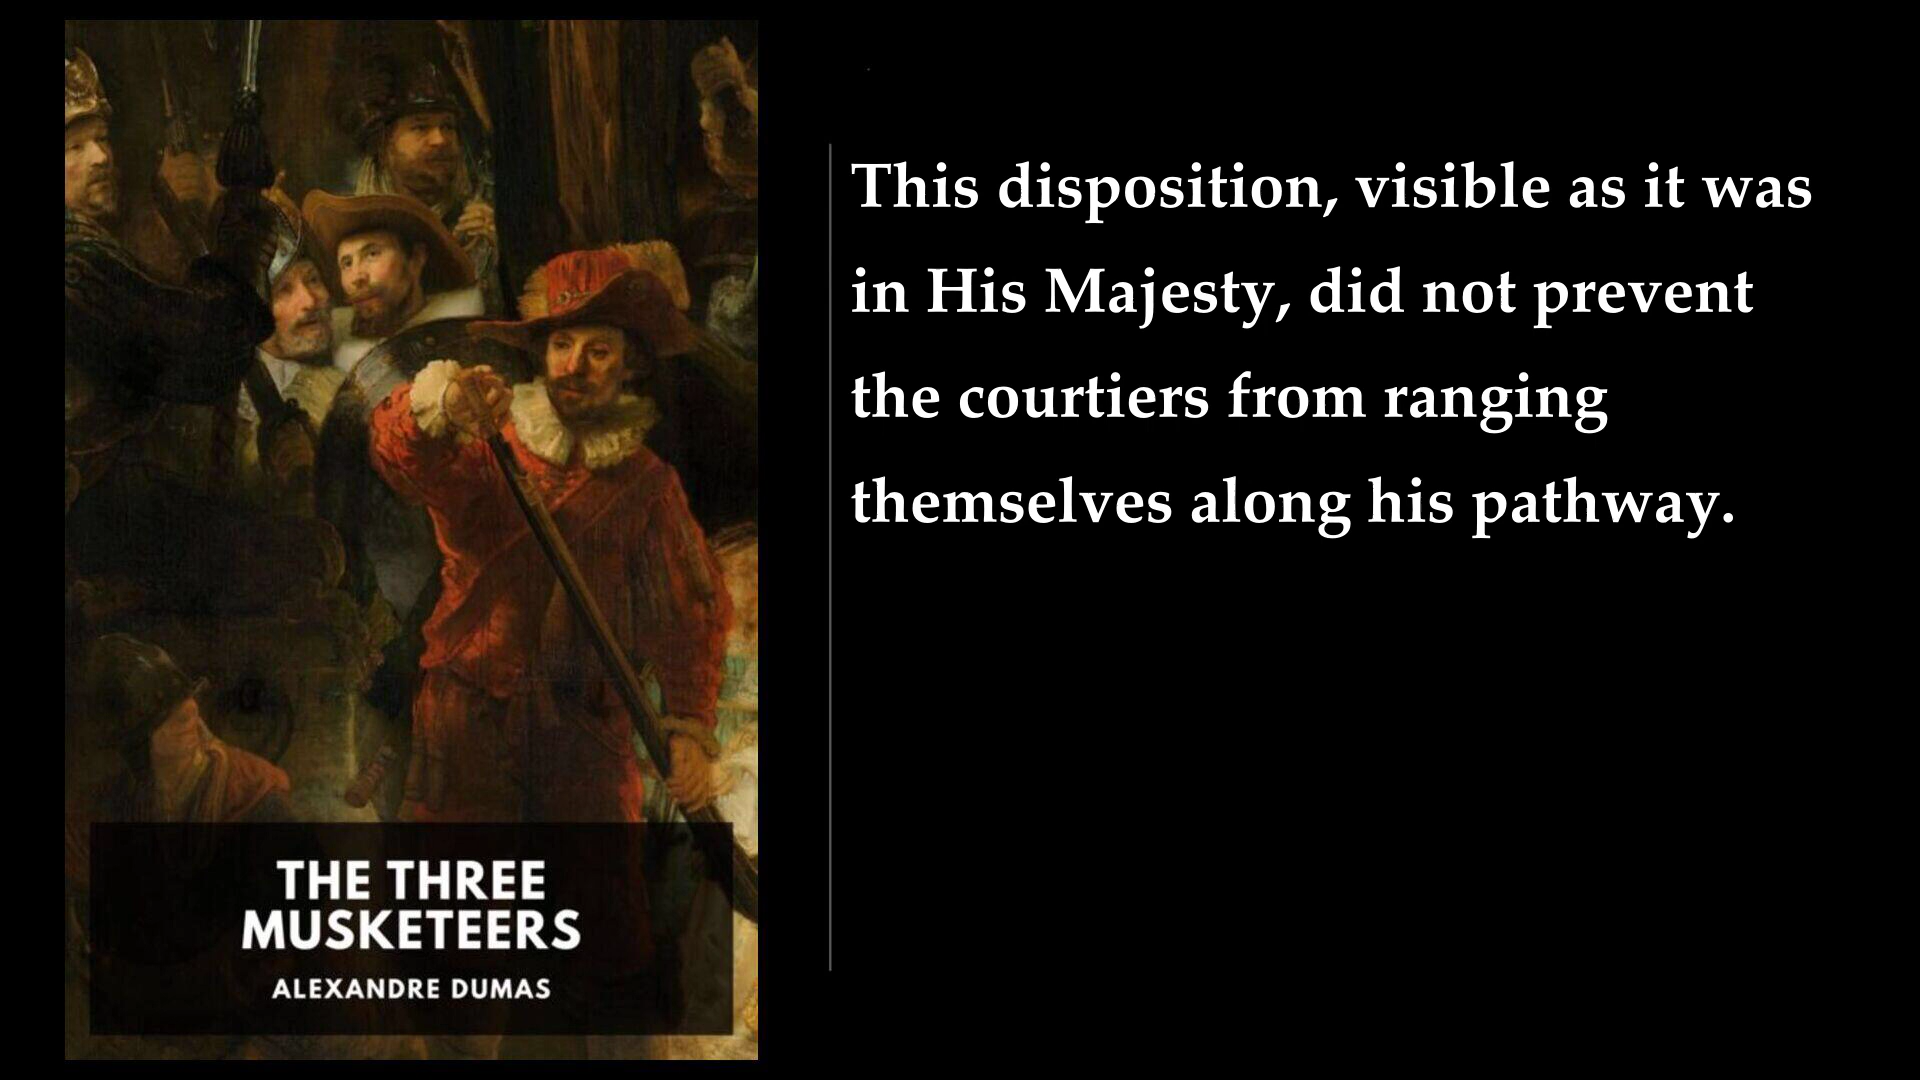 This disposition, visible as it was
in His Majesty, did not prevent
the courtiers from ranging
themselves along his pathway.
THE THREE
MUSKETEERS
ALEXANDRE DUMAS